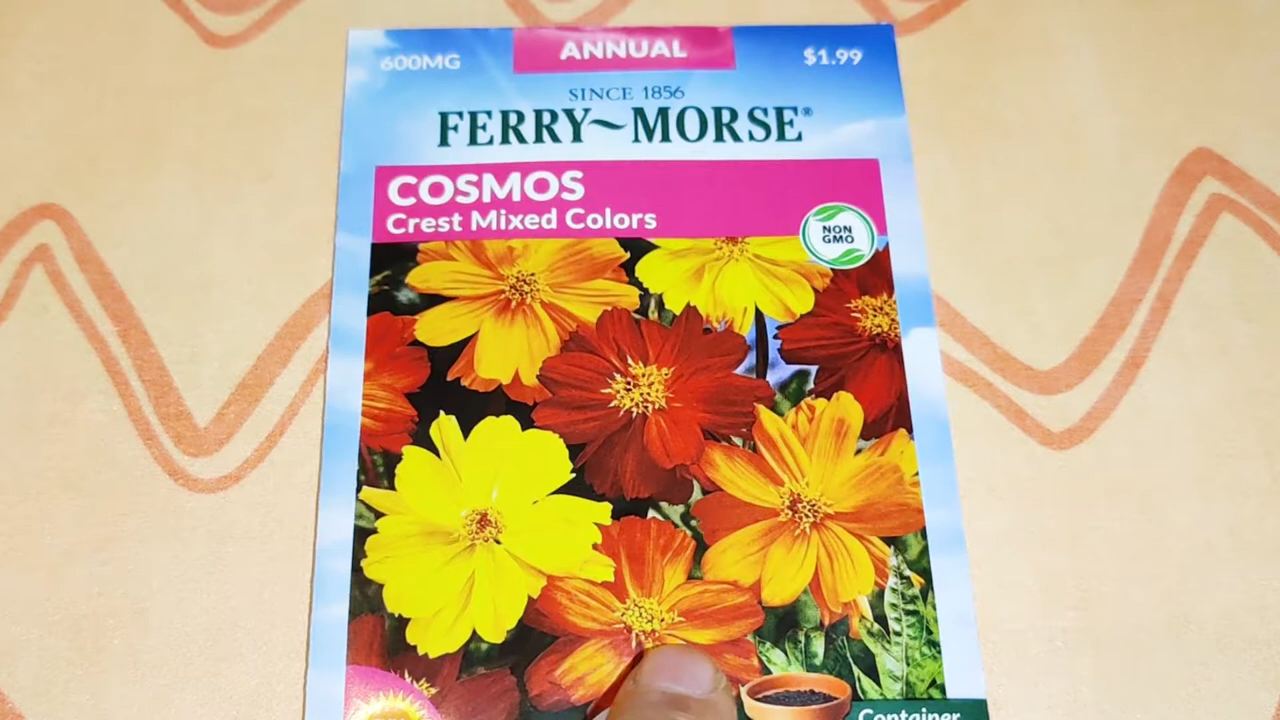 600MG
ANNUAL
$1.99
SINCE 1856
FERRY~MORSE®
COSMOS
Crest Mixed Colors
NON
GMO
Container